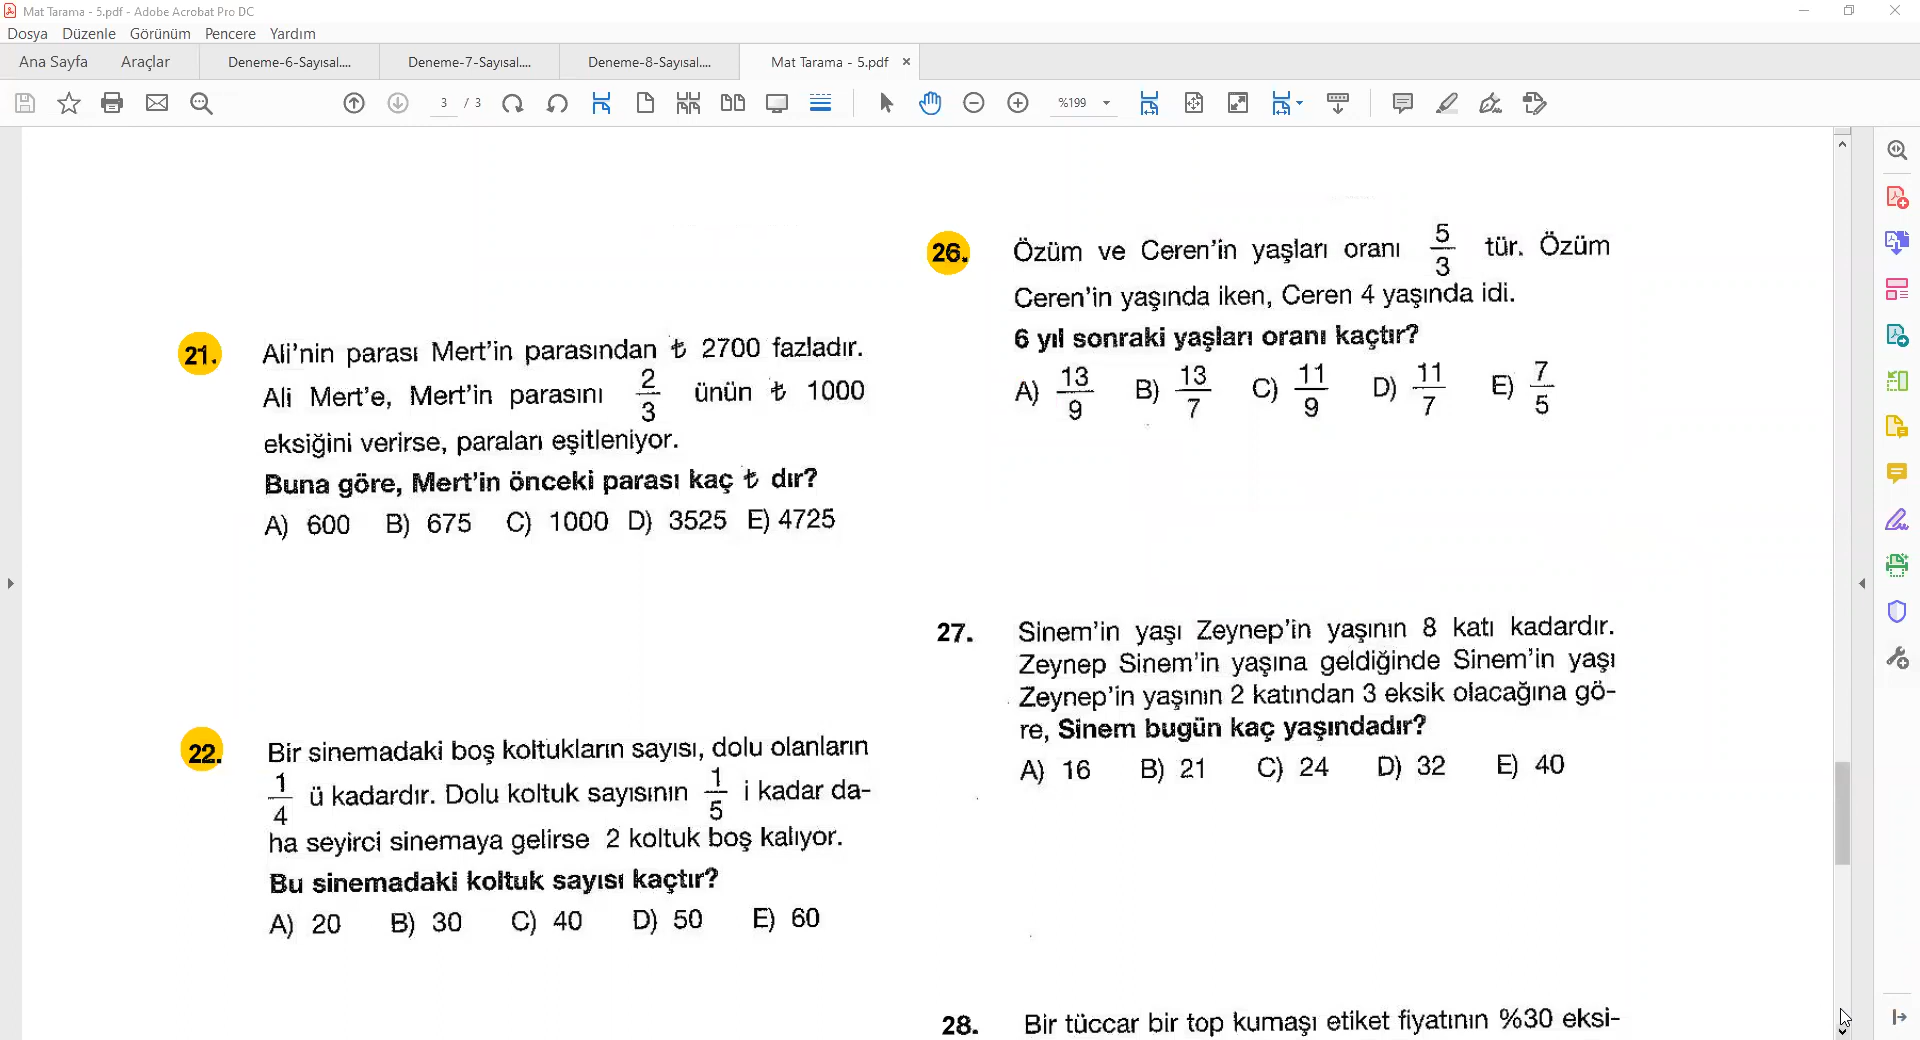 Mat Tarama - 5.pdf - Adobe Acrobat Pro DC
Dosya Düzenle Görünüm Pencere Yardım
Ana Sayfa Araçlar Deneme-6-Sayısal.... Deneme-7-Sayısal.... Deneme-8-Sayısal.... Mat Tarama - 5.pdf ×
3 / 3 %199
21. Ali'nin parası Mert'in parasından ₺ 2700 fazladır.
Ali Mert'e, Mert'in parasını 2/3 ünün ₺ 1000
eksiğini verirse, paraları eşitleniyor.
Buna göre, Mert'in önceki parası kaç ₺ dır?
A) 600 B) 675 C) 1000 D) 3525 E) 4725
22. Bir sinemadaki boş koltukların sayısı, dolu olanların
1/4 ü kadardır. Dolu koltuk sayısının 1/5 i kadar da-
ha seyirci sinemaya gelirse 2 koltuk boş kalıyor.
Bu sinemadaki koltuk sayısı kaçtır?
A) 20 B) 30 C) 40 D) 50 E) 60
26. Özüm ve Ceren'in yaşları oranı 5/3 tür. Özüm
Ceren'in yaşında iken, Ceren 4 yaşında idi.
6 yıl sonraki yaşları oranı kaçtır?
A) 13/9 B) 13/7 C) 11/9 D) 11/7 E) 7/5
27. Sinem'in yaşı Zeynep'in yaşının 8 katı kadardır.
Zeynep Sinem'in yaşına geldiğinde Sinem'in yaşı
Zeynep'in yaşının 2 katından 3 eksik olacağına gö-
re, Sinem bugün kaç yaşındadır?
A) 16 B) 21 C) 24 D) 32 E) 40
28. Bir tüccar bir top kumaşı etiket fiyatının %30 eksi-